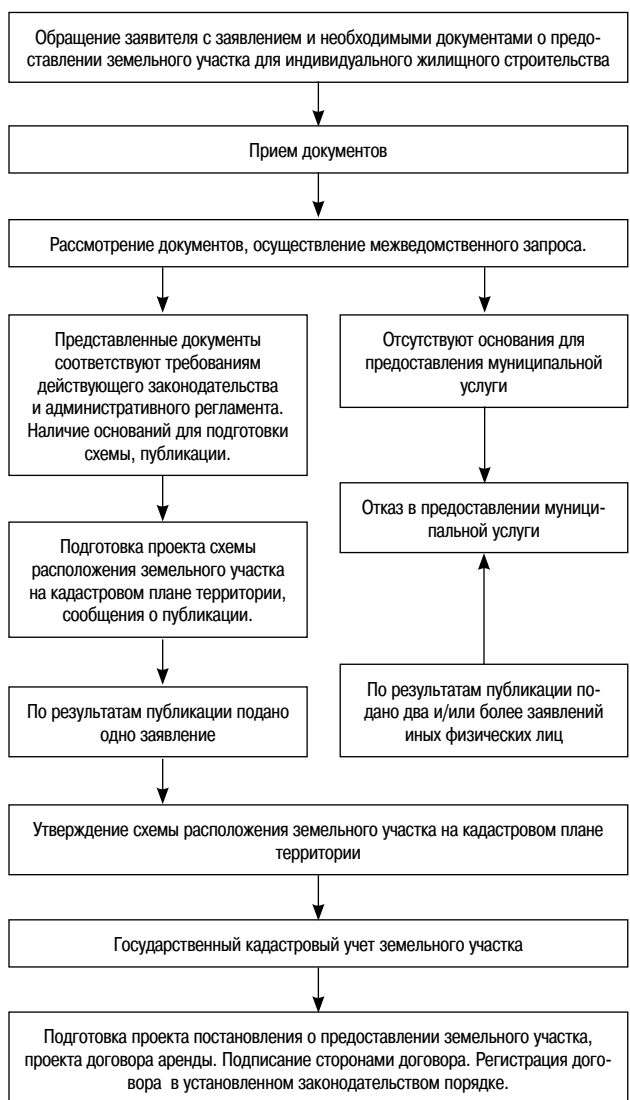 Обращение заявителя с заявлением и необходимыми документами о предо-
ставлении земельного участка для индивидуального жилищного строительства
Прием документов
Рассмотрение документов, осуществление межведомственного запроса.
Представленные документы
соответствуют требованиям
действующего законодательства
и административного регламента.
Наличие оснований для подготовки
схемы, публикации.
Отсутствуют основания для
предоставления муниципальной
услуги
Отказ в предоставлении муници-
пальной услуги
Подготовка проекта схемы
расположения земельного участка
на кадастровом плане территории,
сообщения о публикации.
По результатам публикации подано
одно заявление
По результатам публикации по-
дано два и/или более заявлений
иных физических лиц
Утверждение схемы расположения земельного участка на кадастровом плане
территории
Государственный кадастровый учет земельного участка
Подготовка проекта постановления о предоставлении земельного участка,
проекта договора аренды. Подписание сторонами договора. Регистрация дого-
вора в установленном законодательством порядке.